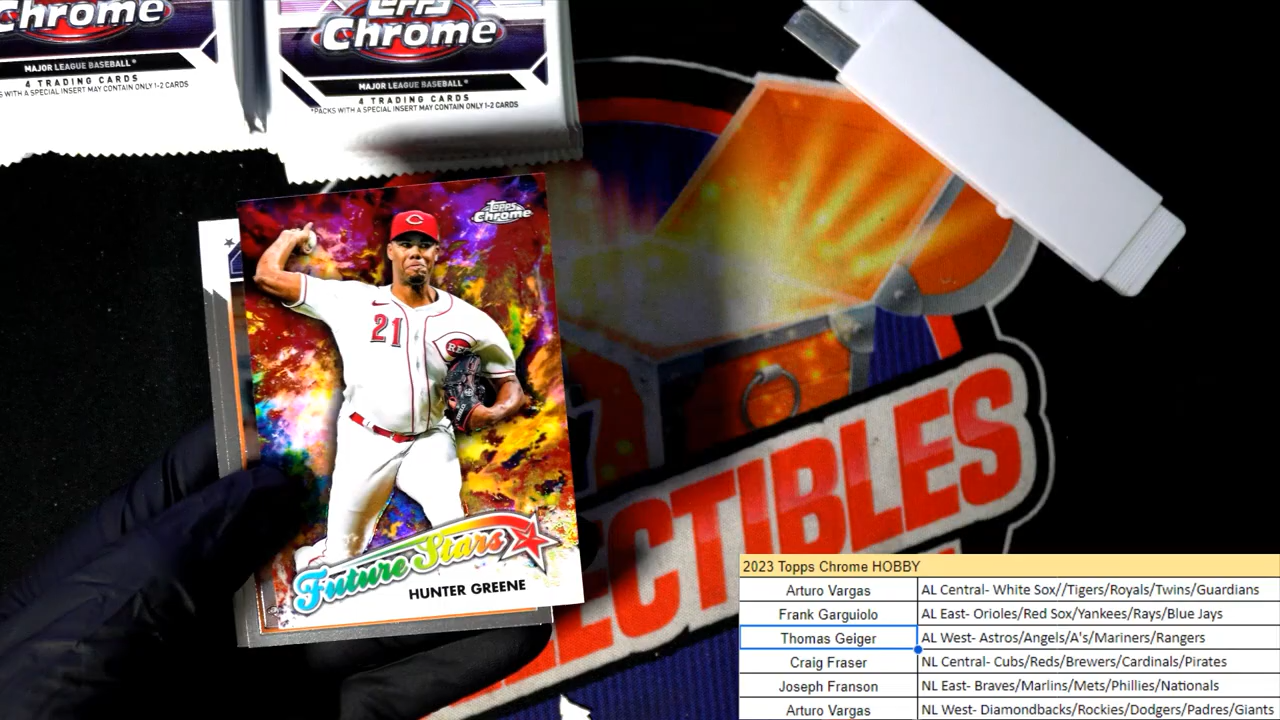 Chrome
MAJOR LEAGUE BASEBALL®
4 TRADING CARDS
PACKS WITH A SPECIAL INSERT MAY CONTAIN ONLY 1-2 CARDS
Topps
Chrome
MAJOR LEAGUE BASEBALL®
4 TRADING CARDS
*PACKS WITH A SPECIAL INSERT MAY CONTAIN ONLY 1-2 CARDS
Topps
Chrome
C
21
REDS
Future Stars
HUNTER GREENE
ECTIBLES
2023 Topps Chrome HOBBY
Arturo Vargas AL Central- White Sox//Tigers/Royals/Twins/Guardians
Frank Garguiolo AL East- Orioles/Red Sox/Yankees/Rays/Blue Jays
Thomas Geiger AL West- Astros/Angels/A's/Mariners/Rangers
Craig Fraser NL Central- Cubs/Reds/Brewers/Cardinals/Pirates
Joseph Franson NL East- Braves/Marlins/Mets/Phillies/Nationals
Arturo Vargas NL West- Diamondbacks/Rockies/Dodgers/Padres/Giants